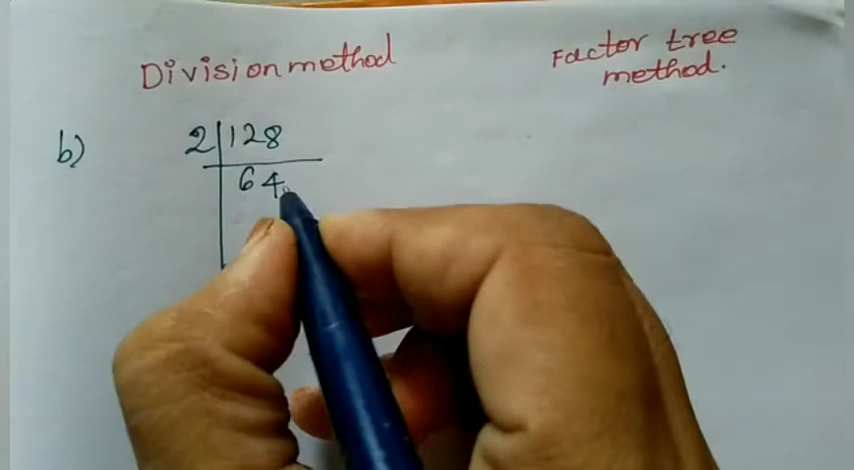 Division method
Factor tree
method.
b) 2 128
64